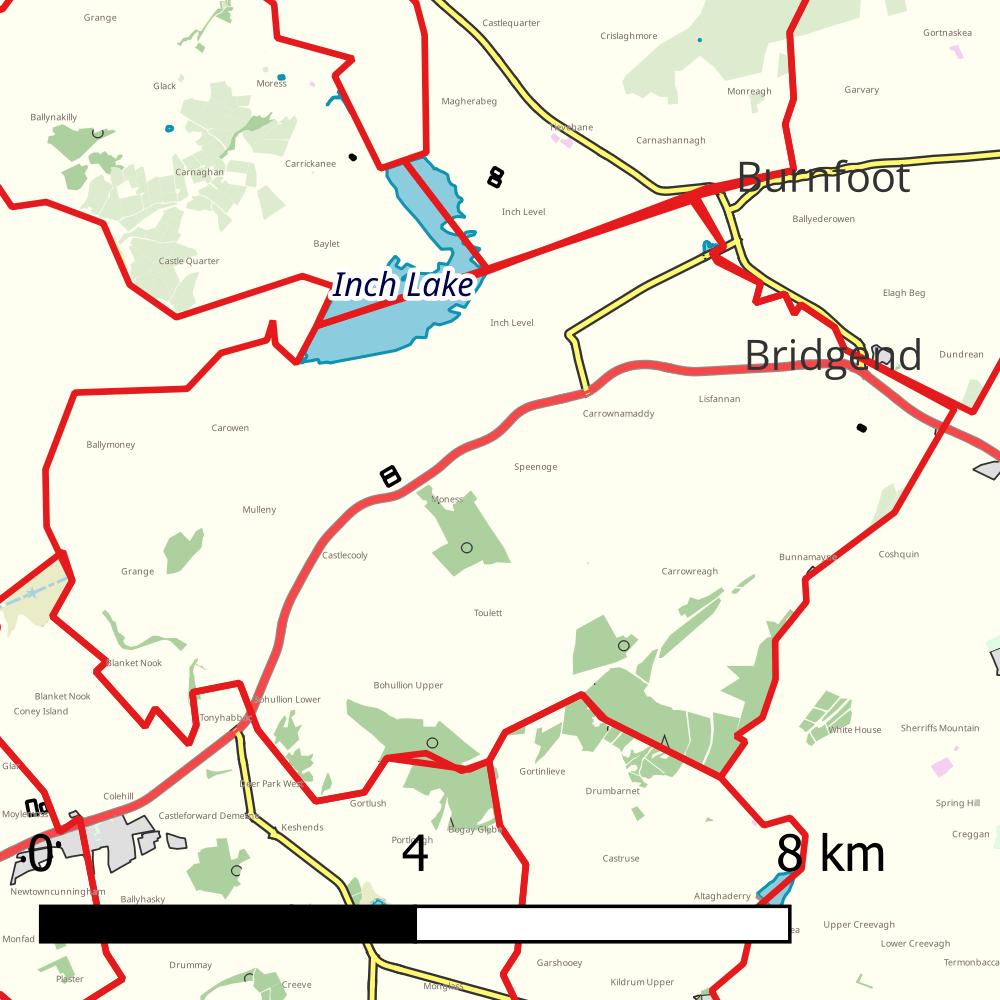 Grange
Castlequarter
Crislaghmore
Gortnaskea
Glack
Moress
Monreagh
Garvary
Magherabeg
Ballynakilly
Carnashannagh
Carrickanee
Carnaghan
Burnfoot
Inch Level
Ballyederowen
Baylet
Castle Quarter
Inch Lake
Elagh Beg
Inch Level
Bridgend
Dundrean
Lisfannan
Carrownamaddy
Carowen
Ballymoney
Speenoge
Moness
Mulleny
Castlecooly
Bunnamayne
Coshquin
Grange
Carrowreagh
Toulett
Blanket Nook
Bohullion Upper
Blanket Nook
Bohullion Lower
Coney Island
Tonyhabboc
White House
Sherriffs Mountain
Gortinlieve
Deer Park West
Drumbarnet
Colehill
Gortlush
Spring Hill
Castleforward Demesne
Keshends
Bogay Glebe
Creggan
Portlough
0
4
8 km
Castruse
Newtowncunningham
Altaghaderry
Ballyhasky
Upper Creevagh
Monfad
Lower Creevagh
Drummay
Garshooey
Termonbacca
Plaster
Creeve
Monglass
Kildrum Upper